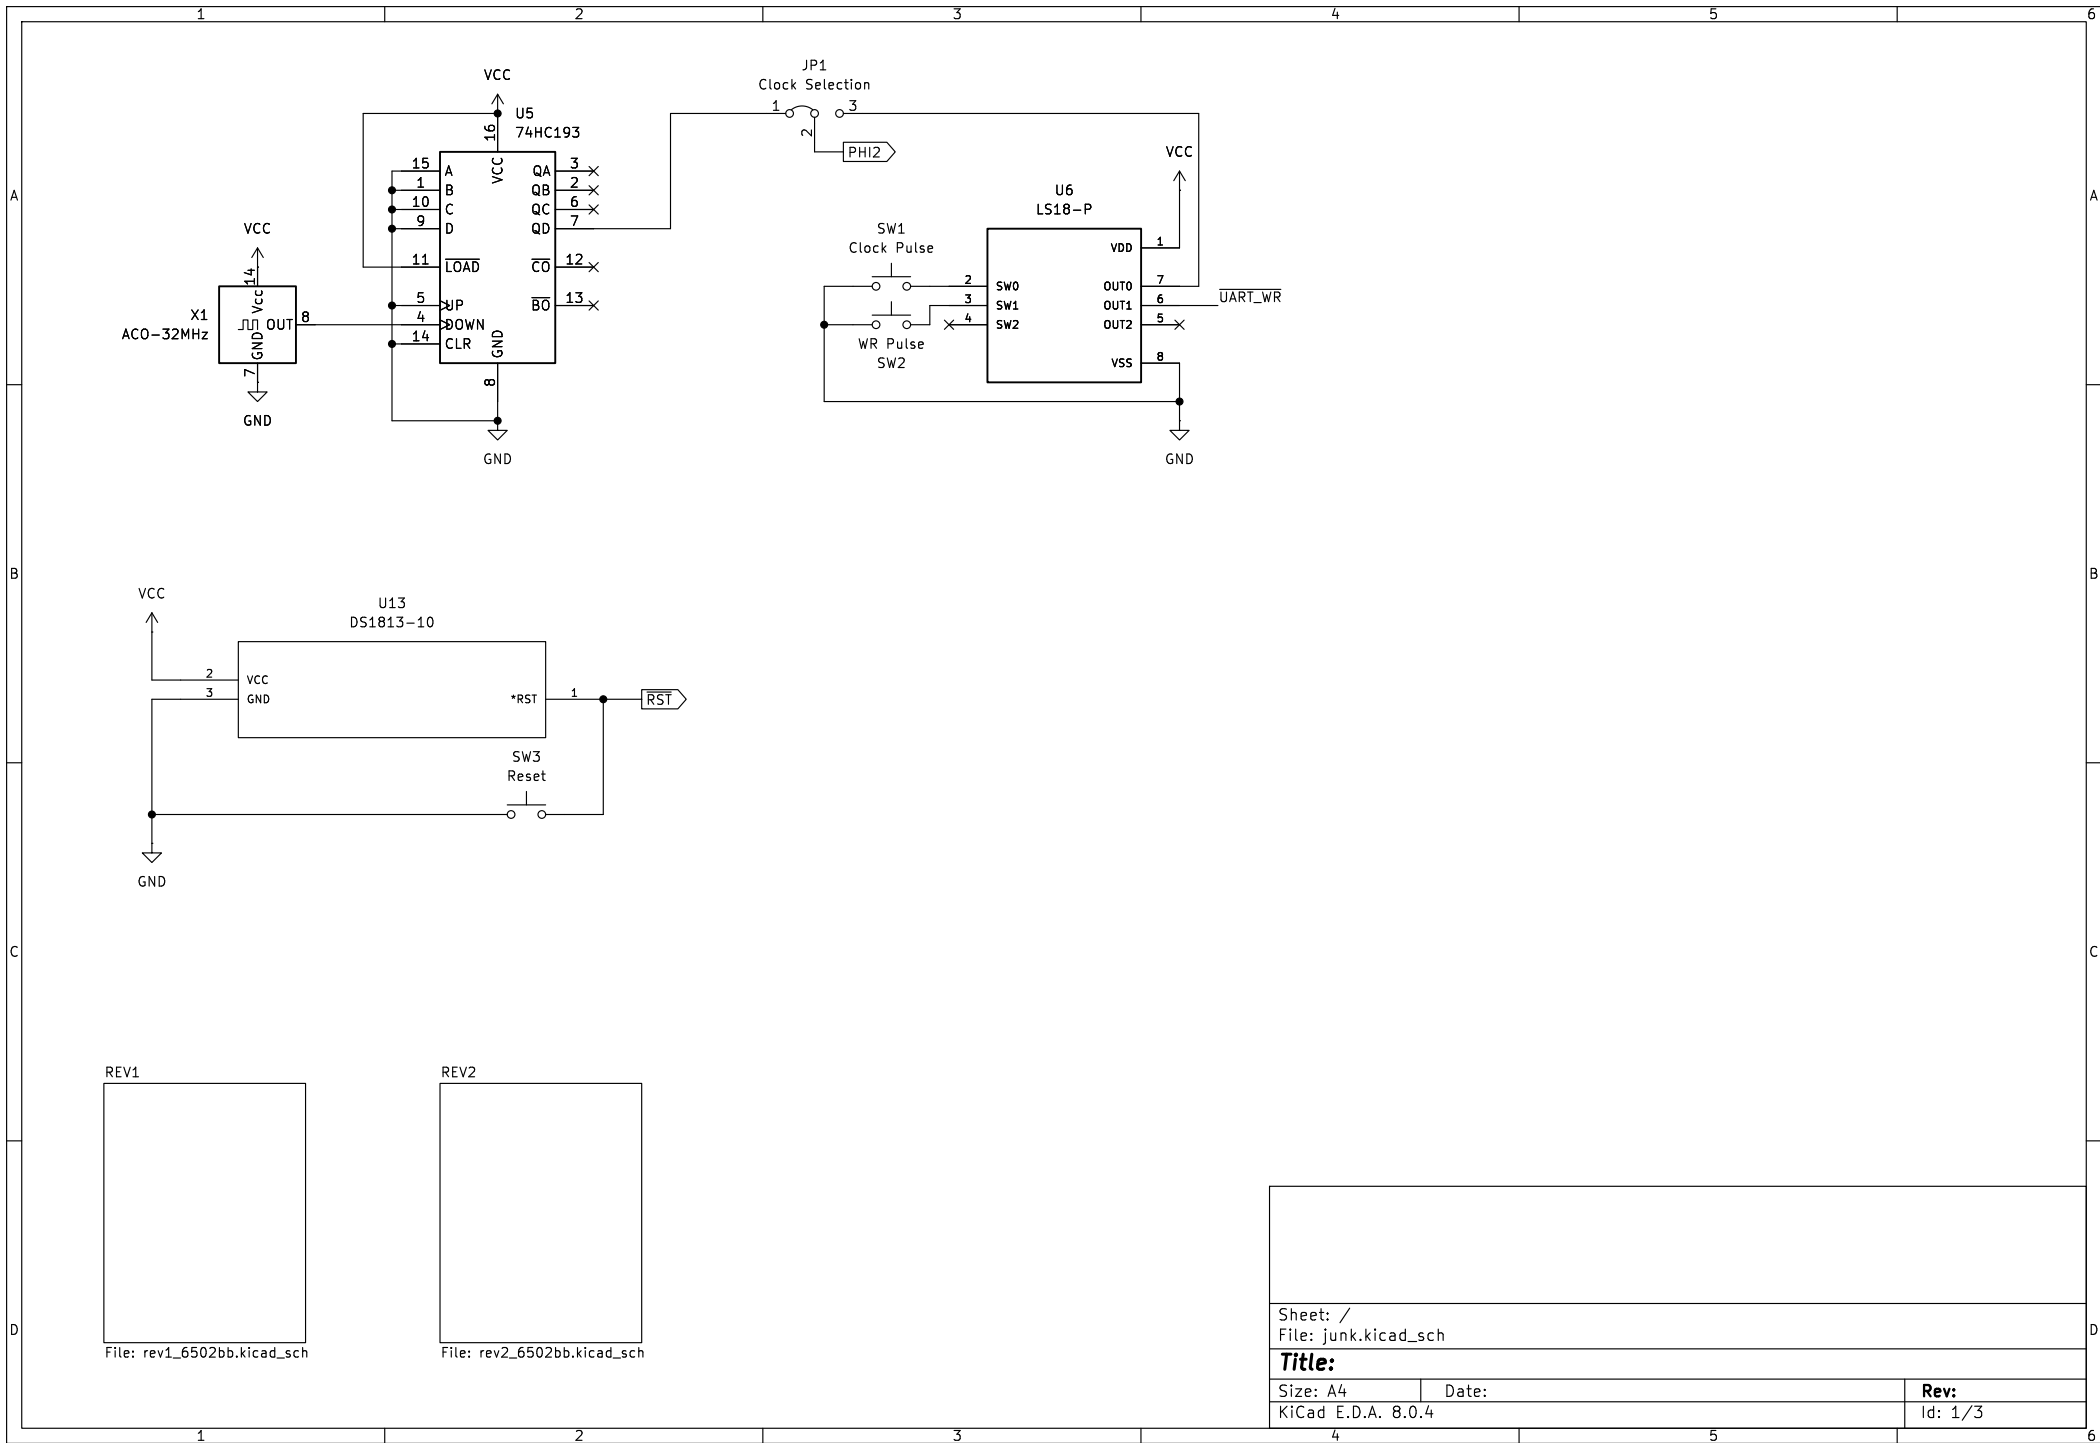 1 2 3 4 5 6
JP1
Clock Selection
1 3
2
PHI2
VCC
U5
74HC193
16
VCC
15 A QA 3
1 B QB 2
10 C QC 6
9 D QD 7
11 LOAD CO 12
5 UP BO 13
4 DOWN
14 CLR
GND
8
GND
VCC
14
Vcc
X1
ACO-32MHz
OUT 8
GND
7
GND
VCC
U6
LS18-P
SW1
Clock Pulse
VDD 1
2 SW0 OUT0 7
3 SW1 OUT1 6 UART_WR
4 SW2 OUT2 5
WR Pulse
SW2
VSS 8
GND
A A
B B
VCC
U13
DS1813-10
2 VCC
3 GND *RST 1 RST
SW3
Reset
GND
C C
REV1
File: rev1_6502bb.kicad_sch
REV2
File: rev2_6502bb.kicad_sch
D D
Sheet: /
File: junk.kicad_sch
Title:
Size: A4 Date: Rev:
KiCad E.D.A. 8.0.4 Id: 1/3
1 2 3 4 5 6